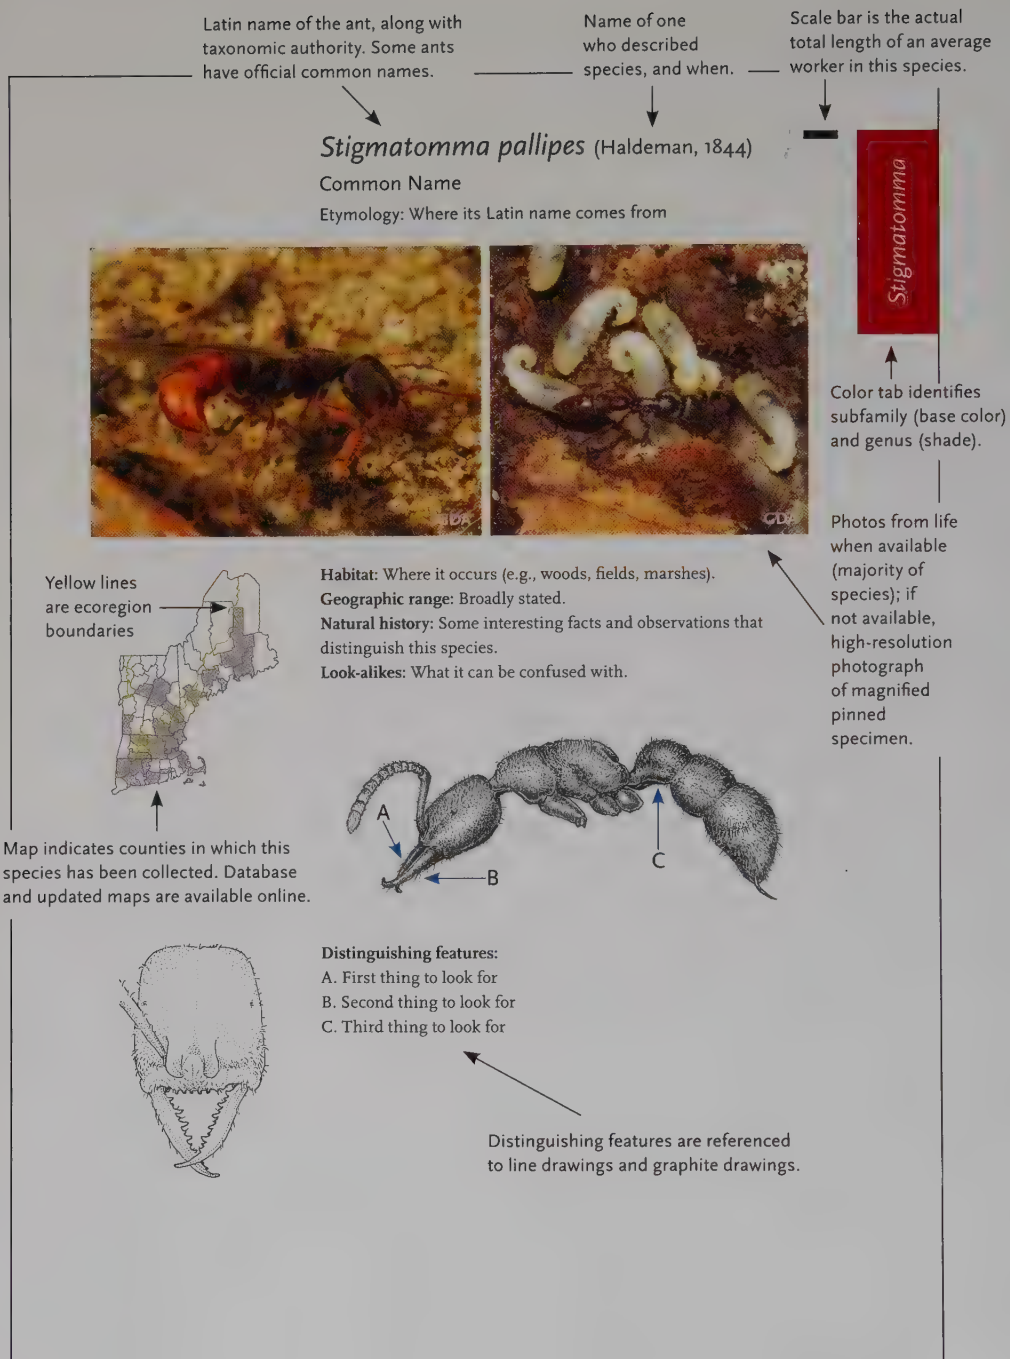 Latin name of the ant, along with
taxonomic authority. Some ants
have official common names.
Name of one
who described
species, and when.
Scale bar is the actual
total length of an average
worker in this species.
Stigmatomma pallipes (Haldeman, 1844)
Common Name
Etymology: Where its Latin name comes from
Stigmatomma
GDA
GDA
Color tab identifies
subfamily (base color)
and genus (shade).
Photos from life
when available
(majority of
species); if
not available,
high-resolution
photograph
of magnified
pinned
specimen.
Yellow lines
are ecoregion
boundaries
Habitat: Where it occurs (e.g., woods, fields, marshes).
Geographic range: Broadly stated.
Natural history: Some interesting facts and observations that
distinguish this species.
Look-alikes: What it can be confused with.
A
B
C
Map indicates counties in which this
species has been collected. Database
and updated maps are available online.
Distinguishing features:
A. First thing to look for
B. Second thing to look for
C. Third thing to look for
Distinguishing features are referenced
to line drawings and graphite drawings.